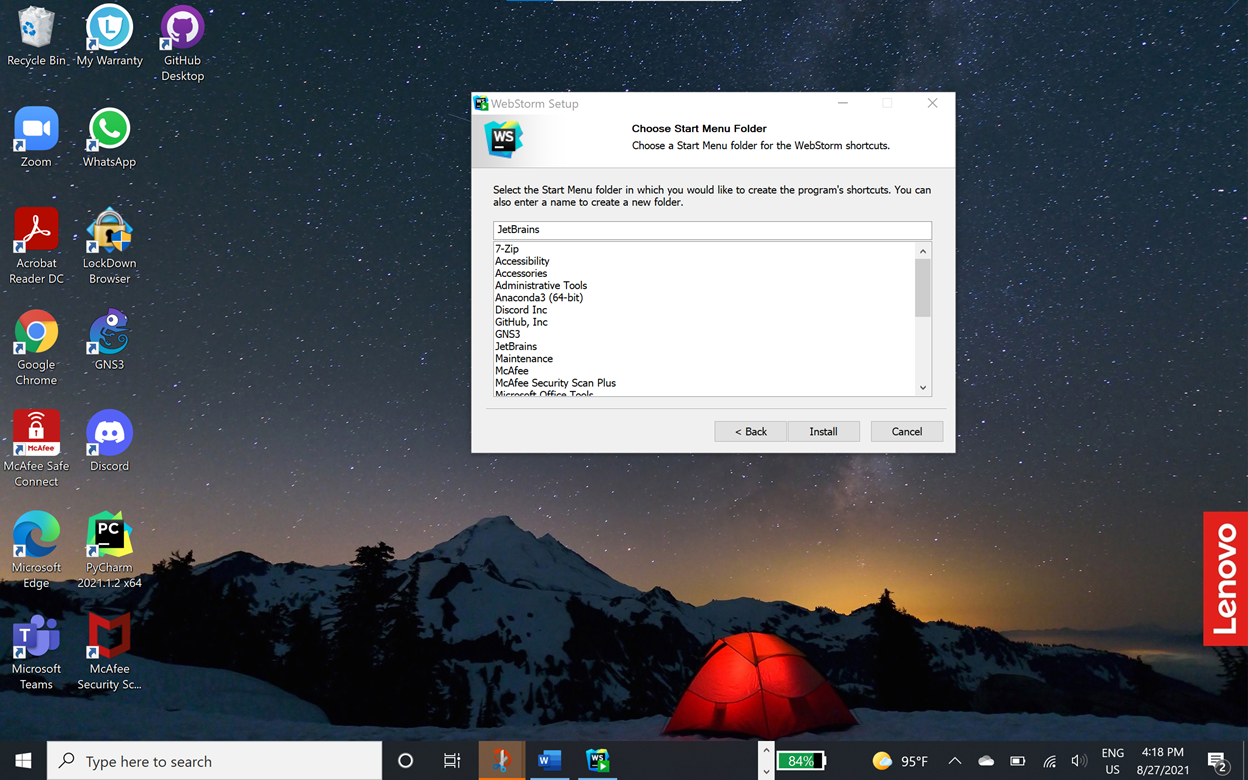 Recycle Bin
My Warranty
GitHub
Desktop
Zoom
WhatsApp
Acrobat
Reader DC
LockDown
Browser
Google
Chrome
GNS3
McAfee
McAfee Safe
Connect
Discord
Microsoft
Edge
PC
PyCharm
2021.1.2 x64
T
Microsoft
Teams
McAfee
Security Sc...
WS
WebStorm Setup
WS
Choose Start Menu Folder
Choose a Start Menu folder for the WebStorm shortcuts.
Select the Start Menu folder in which you would like to create the program's shortcuts. You can
also enter a name to create a new folder.
JetBrains
7-Zip
Accessibility
Accessories
Administrative Tools
Anaconda3 (64-bit)
Discord Inc
GitHub, Inc
GNS3
JetBrains
Maintenance
McAfee
McAfee Security Scan Plus
Microsoft Office Tools
< Back
Install
Cancel
Lenovo
Type here to search
W
WS
84%
95°F
ENG
US
4:18 PM
8/27/2021
2